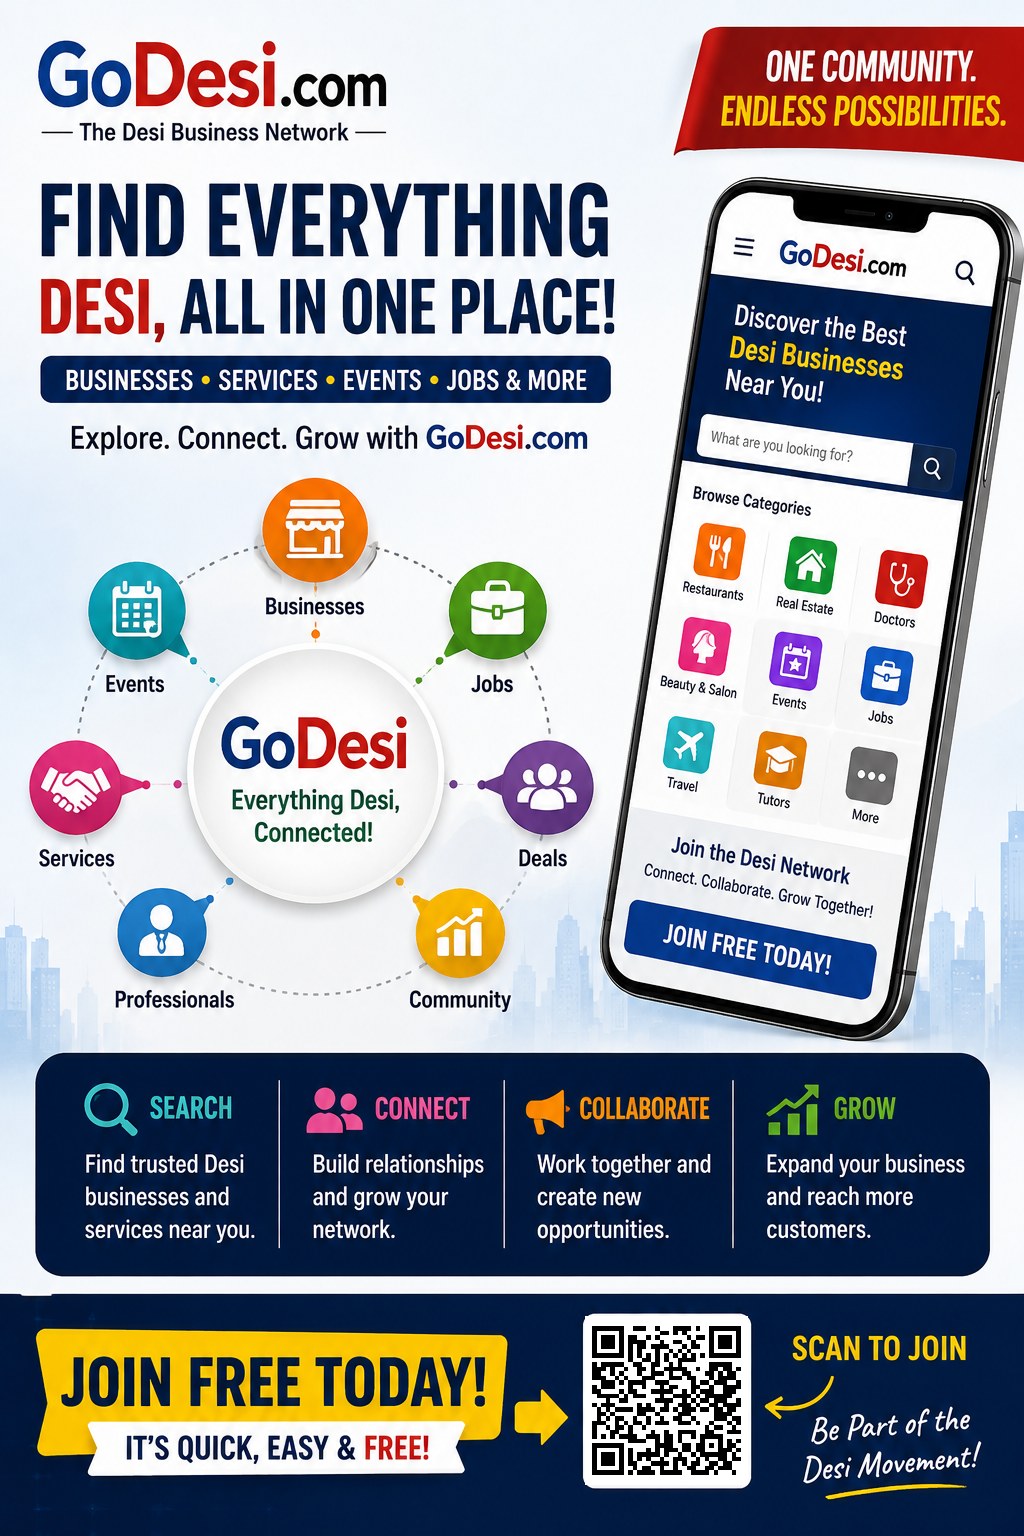 GoDesi.com
The Desi Business Network
ONE COMMUNITY.
ENDLESS POSSIBILITIES.
FIND EVERYTHING
DESI, ALL IN ONE PLACE!
BUSINESSES • SERVICES • EVENTS • JOBS & MORE
Explore. Connect. Grow with GoDesi.com
Businesses
Events
Jobs
GoDesi
Everything Desi,
Connected!
Services
Deals
Professionals
Community
GoDesi.com
Discover the Best
Desi Businesses
Near You!
What are you looking for?
Browse Categories
Restaurants
Real Estate
Doctors
Beauty & Salon
Events
Jobs
Travel
Tutors
More
Join the Desi Network
Connect. Collaborate. Grow Together!
JOIN FREE TODAY!
SEARCH
Find trusted Desi
businesses and
services near you.
CONNECT
Build relationships
and grow your
network.
COLLABORATE
Work together and
create new
opportunities.
GROW
Expand your business
and reach more
customers.
JOIN FREE TODAY!
IT'S QUICK, EASY & FREE!
SCAN TO JOIN
Be Part of the
Desi Movement!